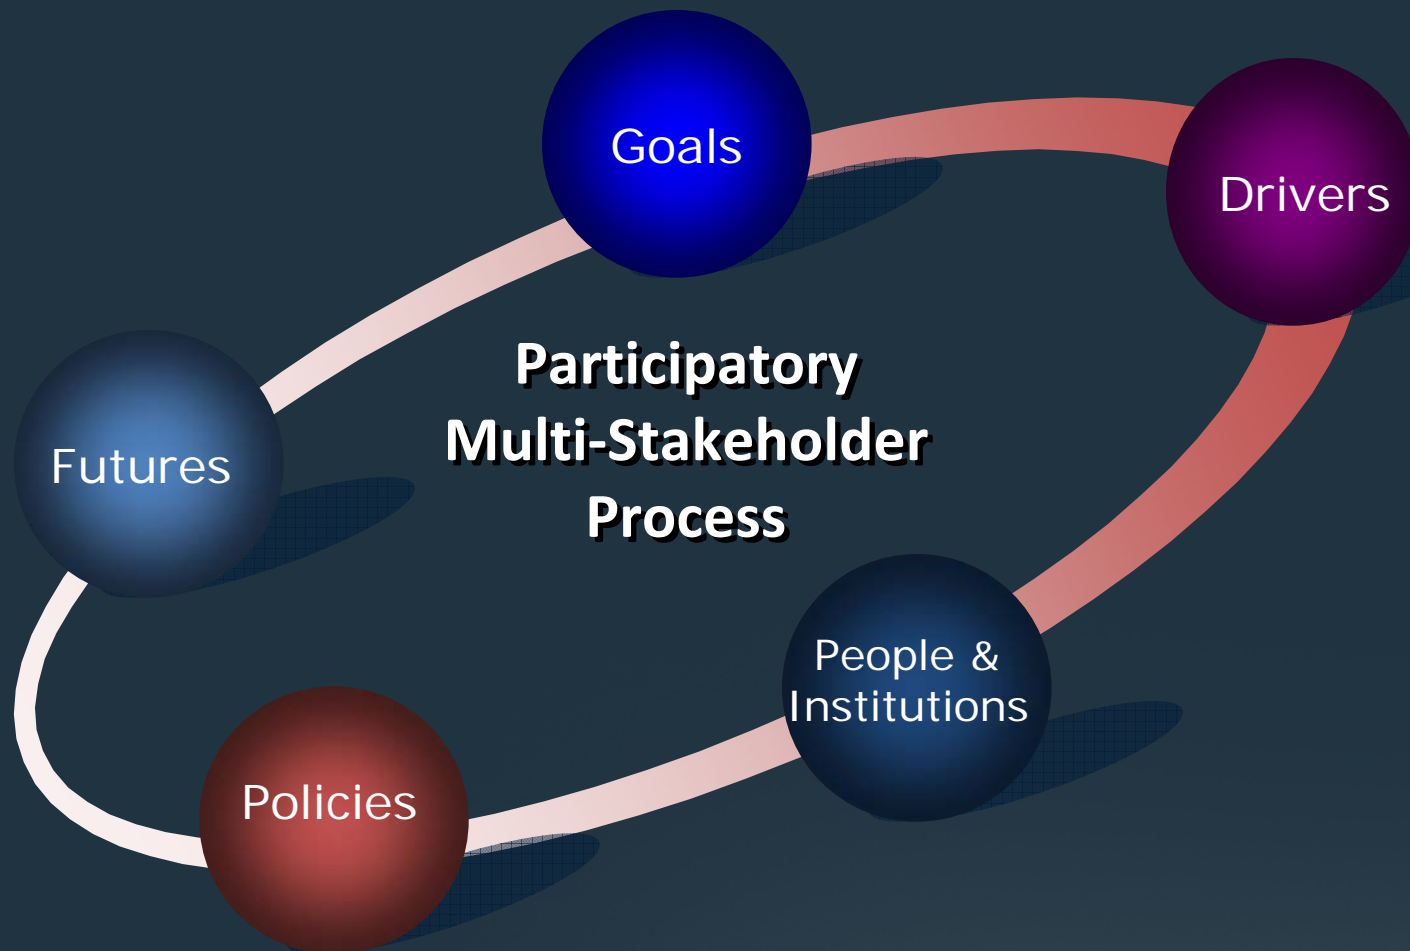 Goals
Drivers
Participatory
Multi-Stakeholder
Process
Futures
People &
Institutions
Policies